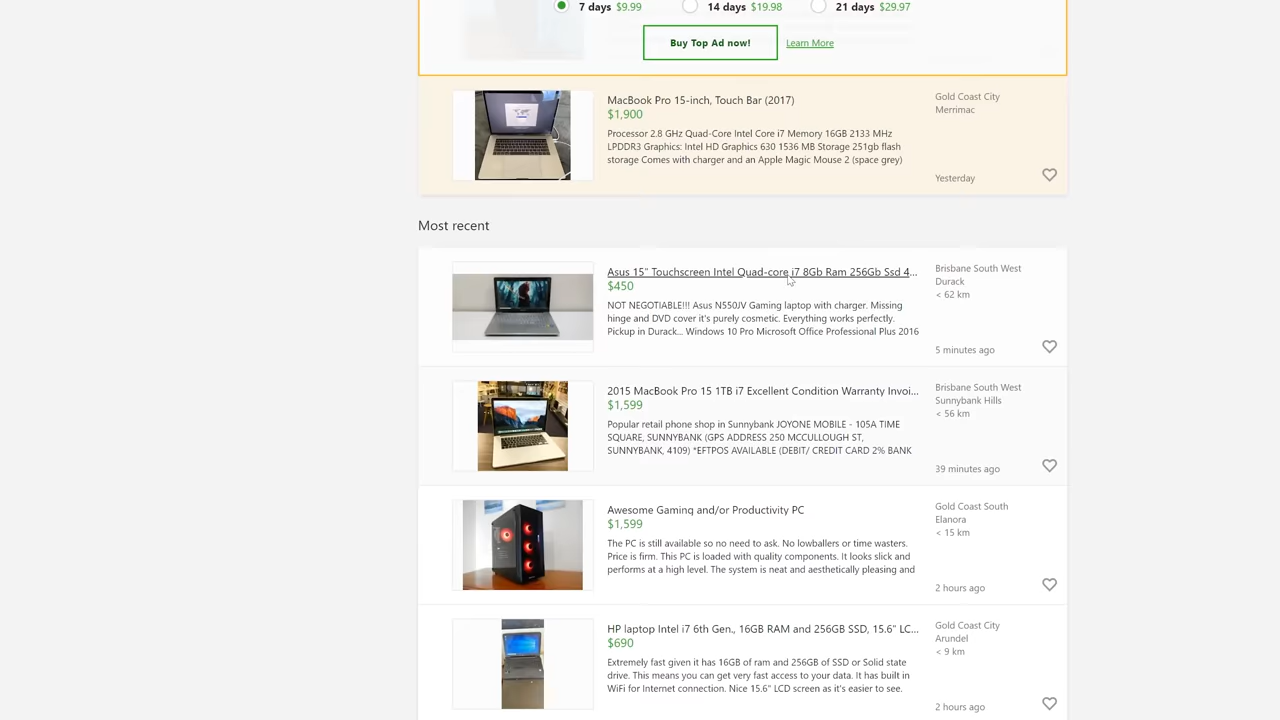 7 days $9.99 14 days $19.98 21 days $29.97
Buy Top Ad now! Learn More
MacBook Pro 15-inch, Touch Bar (2017)
$1,900
Processor 2.8 GHz Quad-Core Intel Core i7 Memory 16GB 2133 MHz
LPDDR3 Graphics: Intel HD Graphics 630 1536 MB Storage 251gb flash
storage Comes with charger and an Apple Magic Mouse 2 (space grey)
Gold Coast City
Merrimac
Yesterday
Most recent
Asus 15" Touchscreen Intel Quad-core i7 8Gb Ram 256Gb Ssd 4...
$450
NOT NEGOTIABLE!!! Asus N550JV Gaming laptop with charger. Missing
hinge and DVD cover it's purely cosmetic. Everything works perfectly.
Pickup in Durack... Windows 10 Pro Microsoft Office Professional Plus 2016
Brisbane South West
Durack
< 62 km
5 minutes ago
2015 MacBook Pro 15 1TB i7 Excellent Condition Warranty Invoi...
$1,599
Popular retail phone shop in Sunnybank JOYONE MOBILE - 105A TIME
SQUARE, SUNNYBANK (GPS ADDRESS 250 MCCULLOUGH ST,
SUNNYBANK, 4109) *EFTPOS AVAILABLE (DEBIT/ CREDIT CARD 2% BANK
Brisbane South West
Sunnybank Hills
< 56 km
39 minutes ago
Awesome Gaming and/or Productivity PC
$1,599
The PC is still available so no need to ask. No lowballers or time wasters.
Price is firm. This PC is loaded with quality components. It looks slick and
performs at a high level. The system is neat and aesthetically pleasing and
Gold Coast South
Elanora
< 15 km
2 hours ago
HP laptop Intel i7 6th Gen., 16GB RAM and 256GB SSD, 15.6" LC...
$690
Extremely fast given it has 16GB of ram and 256GB of SSD or Solid state
drive. This means you can get very fast access to your data. It has built in
WiFi for Internet connection. Nice 15.6" LCD screen as it's easier to see.
Gold Coast City
Arundel
< 9 km
2 hours ago